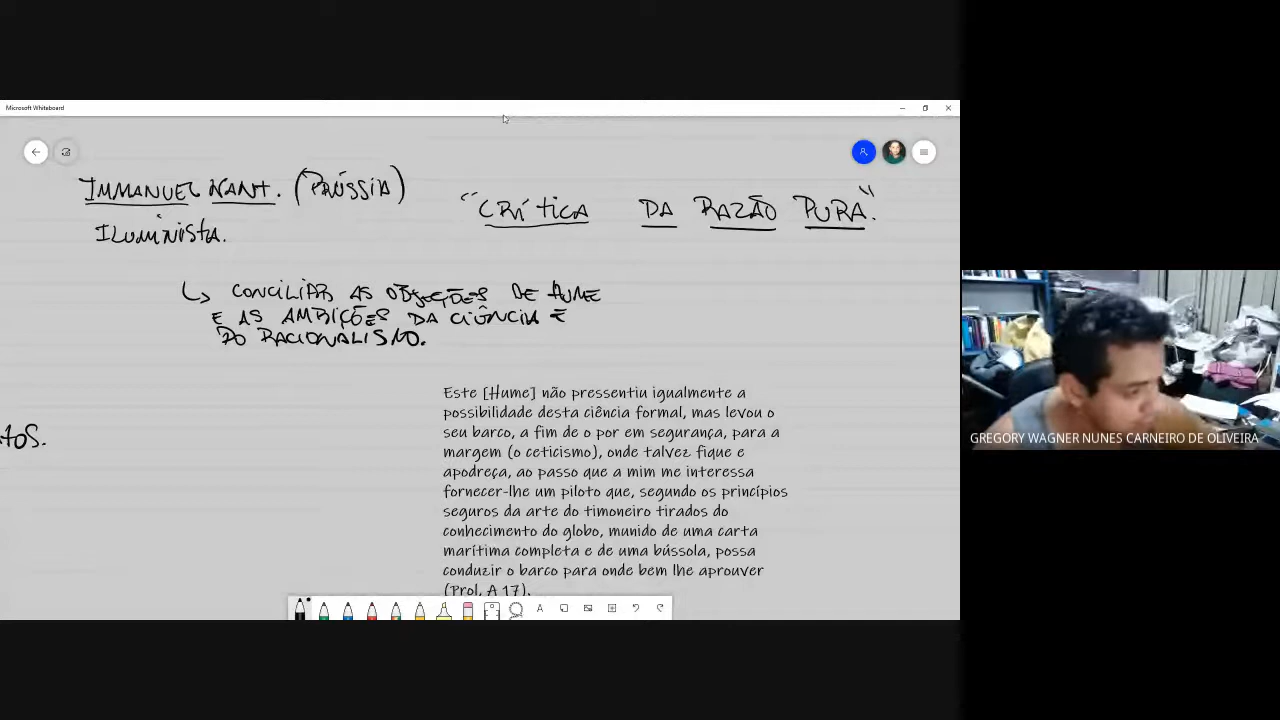 Microsoft Whiteboard
IMMANUEL KANT. (PRÚSSIA)
"CRÍTICA DA RAZÃO PURA".
ILUMINISTA.
CONCILIAR AS OBJEÇÕES DE HUME
E AS AMBIÇÕES DA CIÊNCIA E
DO RACIONALISMO.
Este [Hume] não pressentiu igualmente a
possibilidade desta ciência formal, mas levou o
seu barco, a fim de o por em segurança, para a
margem (o ceticismo), onde talvez fique e
apodreça, ao passo que a mim me interessa
fornecer-lhe um piloto que, segundo os princípios
seguros da arte do timoneiro tirados do
conhecimento do globo, munido de uma carta
marítima completa e de uma bússola, possa
conduzir o barco para onde bem lhe aprouver
(Prol, A 17).
NTOS.
A
GREGORY WAGNER NUNES CARNEIRO DE OLIVEIRA